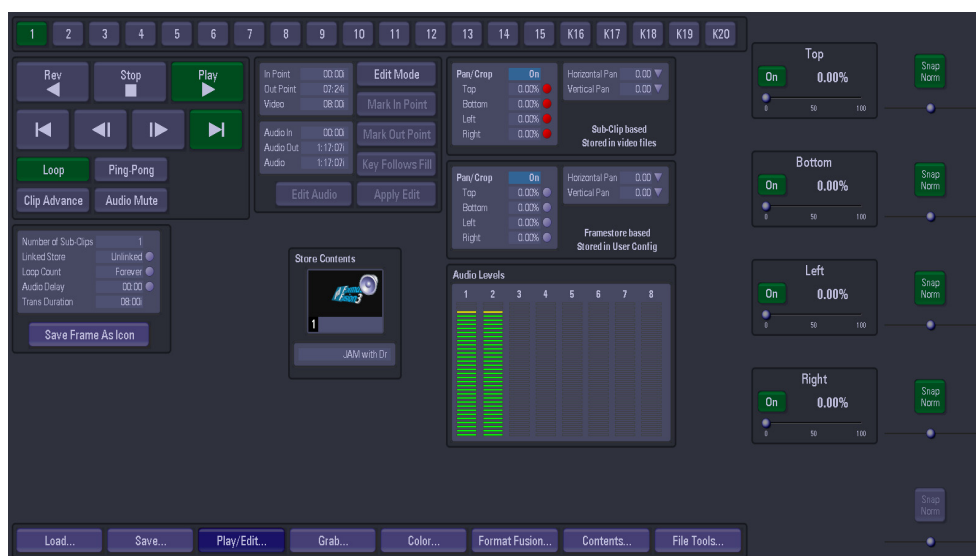 1 2 3 4 5 6 7 8 9 10 11 12 13 14 15 K16 K17 K18 K19 K20
Rev Stop Play
Loop Ping-Pong
Clip Advance Audio Mute
In Point 00:00i
Out Point 07:24i
Video 08:00i
Audio In 00:00i
Audio Out 1:17:07i
Audio 1:17:07i
Edit Mode
Mark In Point
Mark Out Point
Key Follows Fill
Edit Audio Apply Edit
Number of Sub-Clips 1
Linked Store Unlinked
Loop Count Forever
Audio Delay 00:00
Trans Duration 08:00i
Save Frame As Icon
Store Contents
1
JAM with Dr
Pan/Crop On
Top 0.00%
Bottom 0.00%
Left 0.00%
Right 0.00%
Horizontal Pan 0.00
Vertical Pan 0.00
Sub-Clip based
Stored in video files
Pan/Crop On
Top 0.00%
Bottom 0.00%
Left 0.00%
Right 0.00%
Horizontal Pan 0.00
Vertical Pan 0.00
Framestore based
Stored in User Config
Audio Levels
1 2 3 4 5 6 7 8
Top
On 0.00%
0 50 100
Snap
Norm
Bottom
On 0.00%
0 50 100
Snap
Norm
Left
On 0.00%
0 50 100
Snap
Norm
Right
On 0.00%
0 50 100
Snap
Norm
Snap
Norm
Load... Save... Play/Edit... Grab... Color... Format Fusion... Contents... File Tools...